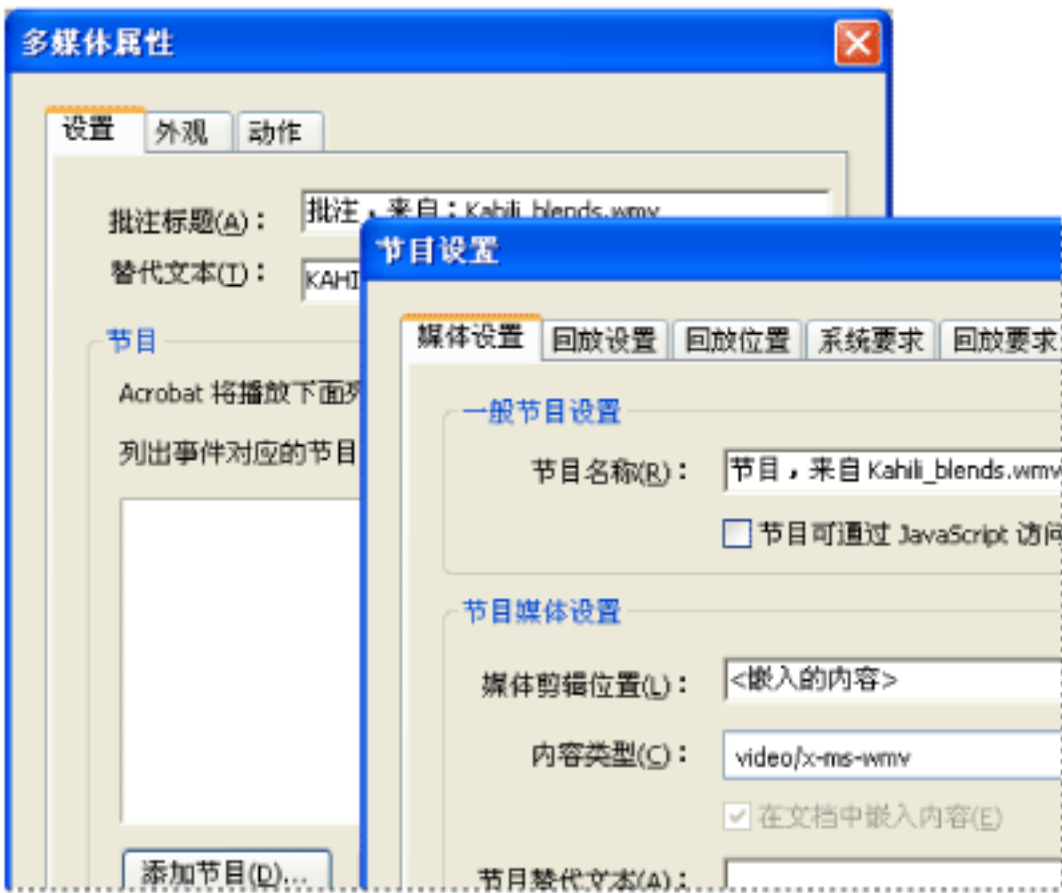 多媒体属性
设置 外观 动作
批注标题(A)： 批注，来自：Kahili_blends.wmv
替代文本(T)： KAHI
节目
Acrobat 将播放下面列
列出事件对应的节目
添加节目(D)...
节目设置
媒体设置 回放设置 回放位置 系统要求 回放要求
一般节目设置
节目名称(R)： 节目，来自 Kahili_blends.wmv
节目可通过 JavaScript 访问
节目媒体设置
媒体剪辑位置(L)： <嵌入的内容>
内容类型(C)： video/x-ms-wmv
在文档中嵌入内容(E)
节目替代文本(A)：